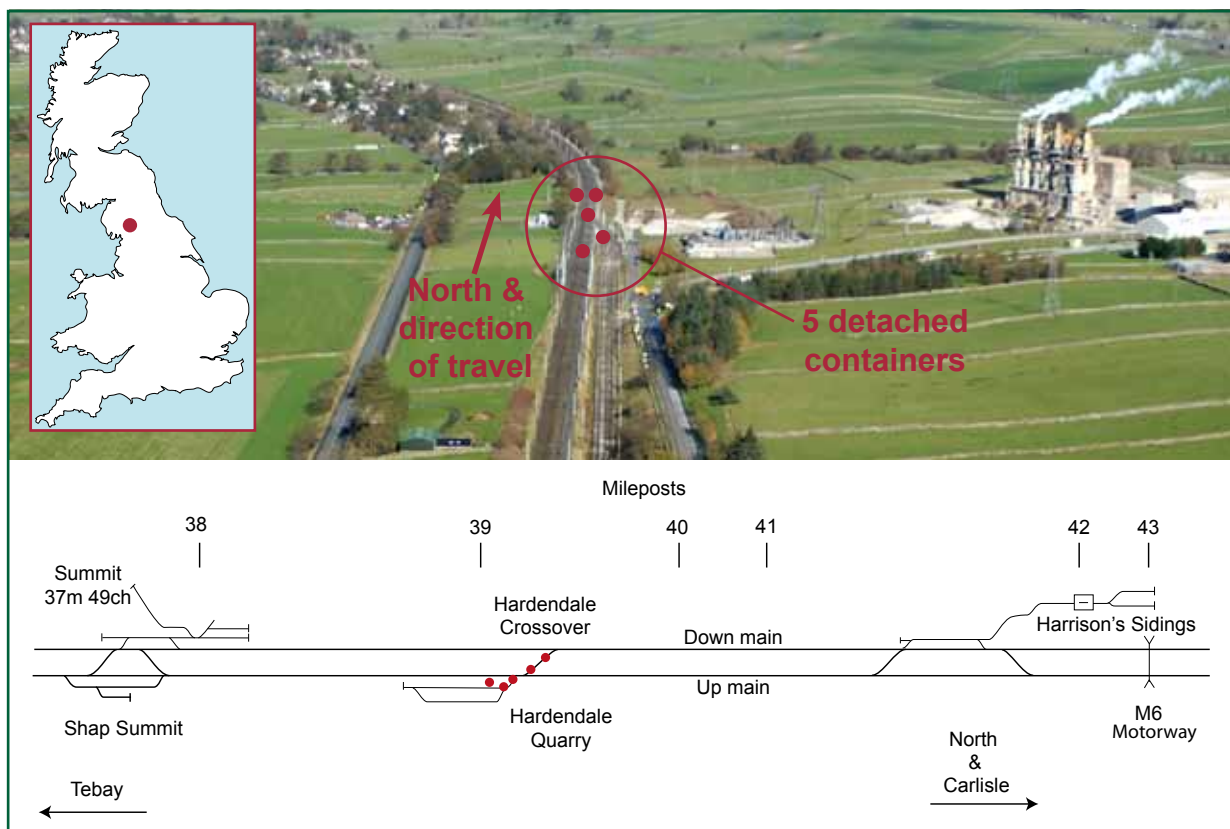 North &
direction
of travel
5 detached
containers
Mileposts
38
39
40
41
42
43
Summit
37m 49ch
Hardendale
Crossover
Down main
Harrison's Sidings
Up main
Shap Summit
Hardendale
Quarry
M6
Motorway
North
&
Carlisle
Tebay